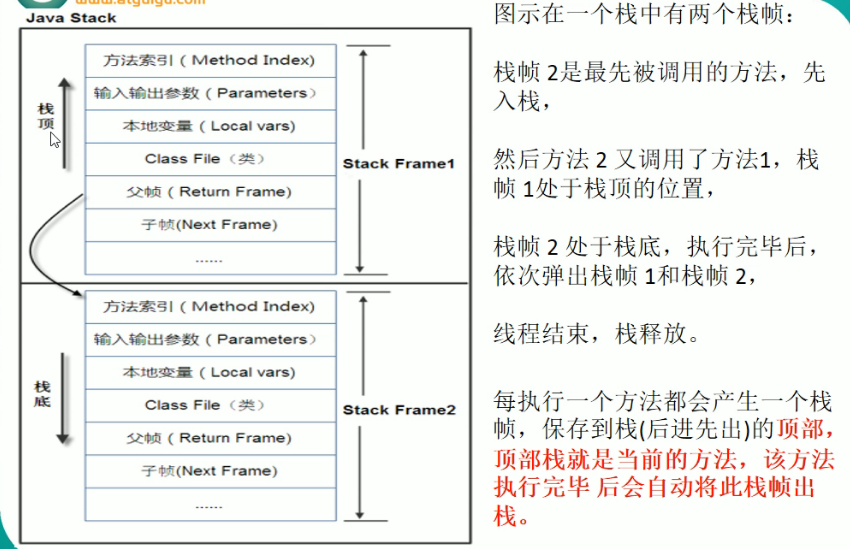 www.atguigu.com
Java Stack
方法索引 ( Method Index)
输入输出参数 ( Parameters )
本地变量 ( Local vars)
Class File（类）
父帧 ( Return Frame)
子帧(Next Frame)
......
栈
顶
Stack Frame1
方法索引 ( Method Index)
输入输出参数 ( Parameters )
本地变量 ( Local vars)
Class File（类）
父帧 ( Return Frame)
子帧(Next Frame)
......
栈
底
Stack Frame2
图示在一个栈中有两个栈帧：
栈帧 2是最先被调用的方法，先
入栈，
然后方法 2 又调用了方法1，栈
帧 1处于栈顶的位置，
栈帧 2 处于栈底，执行完毕后，
依次弹出栈帧 1和栈帧 2，
线程结束，栈释放。
每执行一个方法都会产生一个栈
帧，保存到栈(后进先出)的顶部，
顶部栈就是当前的方法，该方法
执行完毕 后会自动将此栈帧出
栈。